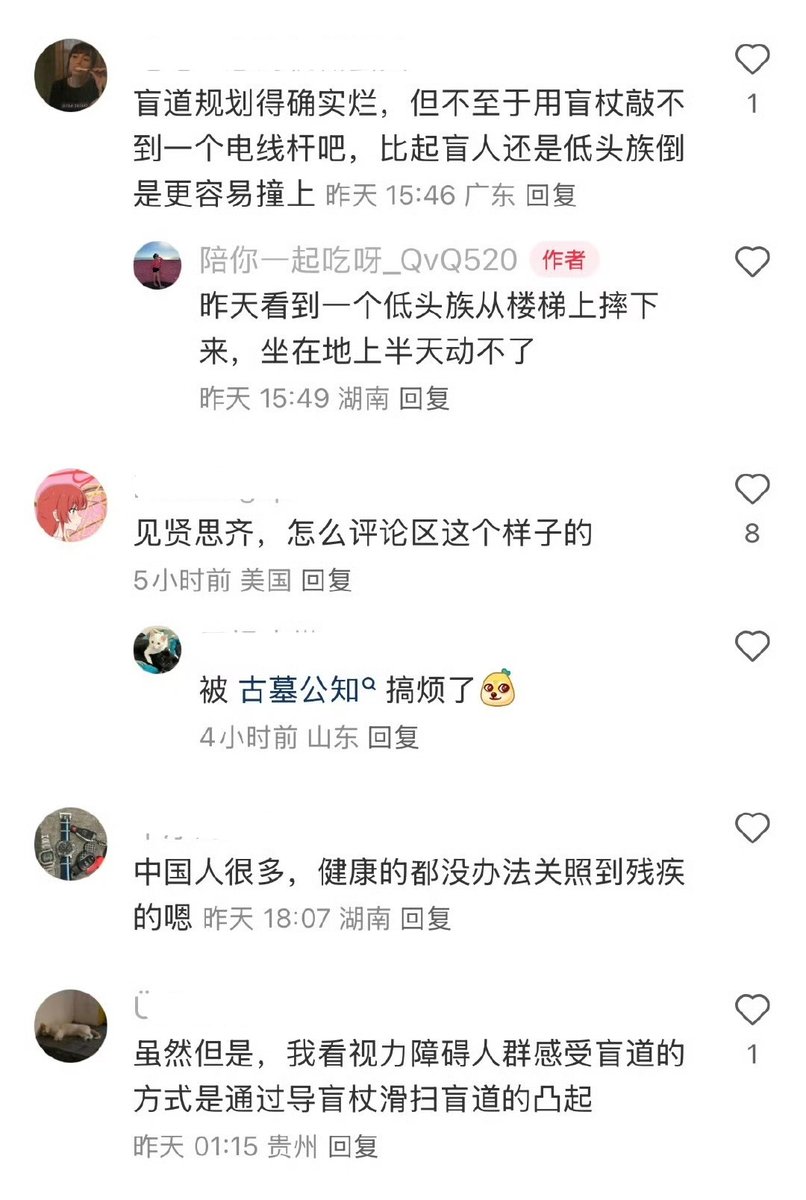 盲道规划得确实烂，但不至于用盲杖敲不
1
到一个电线杆吧，比起盲人还是低头族倒
是更容易撞上 昨天 15:46 广东 回复
陪你一起吃呀_QvQ520 作者
昨天看到一个低头族从楼梯上摔下
来，坐在地上半天动不了
昨天 15:49 湖南 回复
见贤思齐，怎么评论区这个样子的
8
5小时前 美国 回复
被 古墓公知 搞烦了
4小时前 山东 回复
中国人很多，健康的都没办法关照到残疾
的嗯 昨天 18:07 湖南 回复
虽然但是，我看视力障碍人群感受盲道的
1
方式是通过导盲杖滑扫盲道的凸起
昨天 01:15 贵州 回复